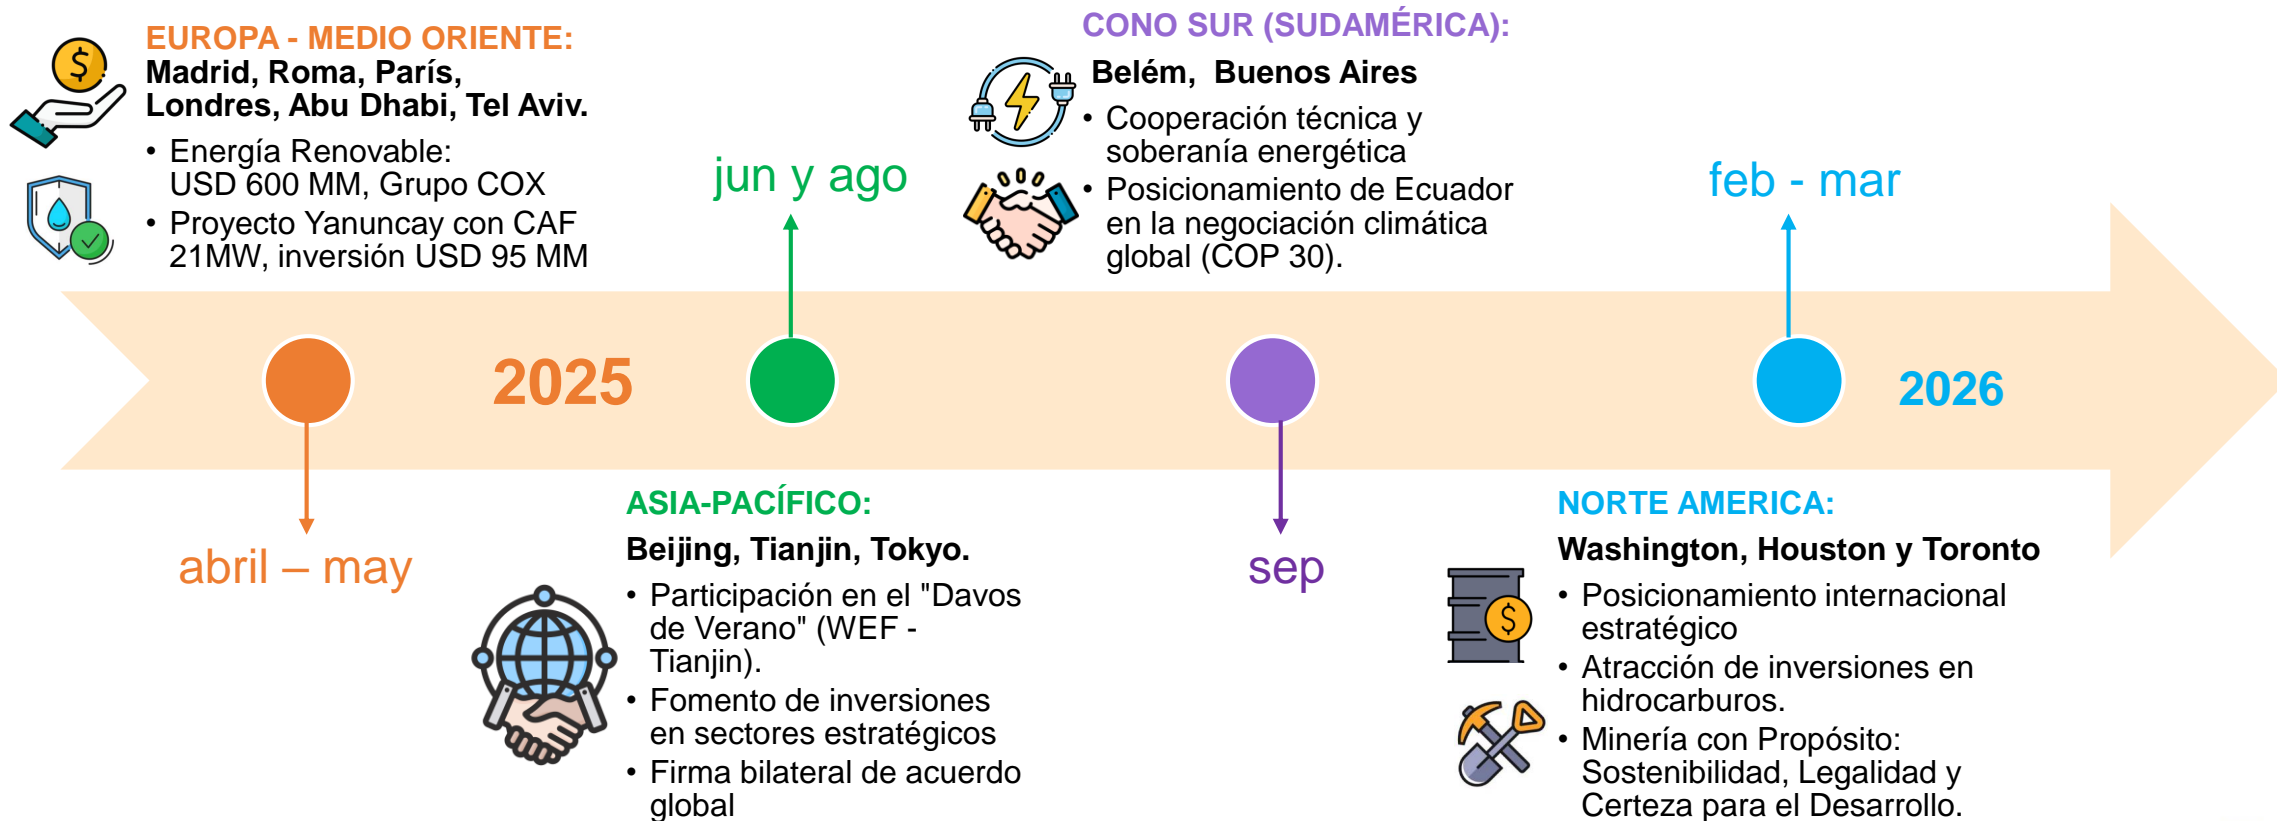 EUROPA - MEDIO ORIENTE:
Madrid, Roma, París,
Londres, Abu Dhabi, Tel Aviv.
• Energía Renovable:
USD 600 MM, Grupo COX
• Proyecto Yanuncay con CAF
21MW, inversión USD 95 MM
jun y ago
CONO SUR (SUDAMÉRICA):
Belém, Buenos Aires
• Cooperación técnica y
soberanía energética
• Posicionamiento de Ecuador
en la negociación climática
global (COP 30).
feb - mar
2025
2026
abril – may
ASIA-PACÍFICO:
Beijing, Tianjin, Tokyo.
• Participación en el "Davos
de Verano" (WEF -
Tianjin).
• Fomento de inversiones
en sectores estratégicos
• Firma bilateral de acuerdo
global
sep
NORTE AMERICA:
Washington, Houston y Toronto
• Posicionamiento internacional
estratégico
• Atracción de inversiones en
hidrocarburos.
• Minería con Propósito:
Sostenibilidad, Legalidad y
Certeza para el Desarrollo.